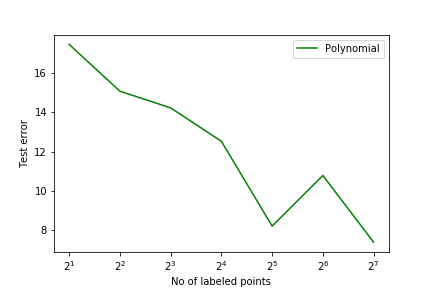 Polynomial
16
14
12
10
8
Test error
2¹ 2² 2³ 2⁴ 2⁵ 2⁶ 2⁷
No of labeled points